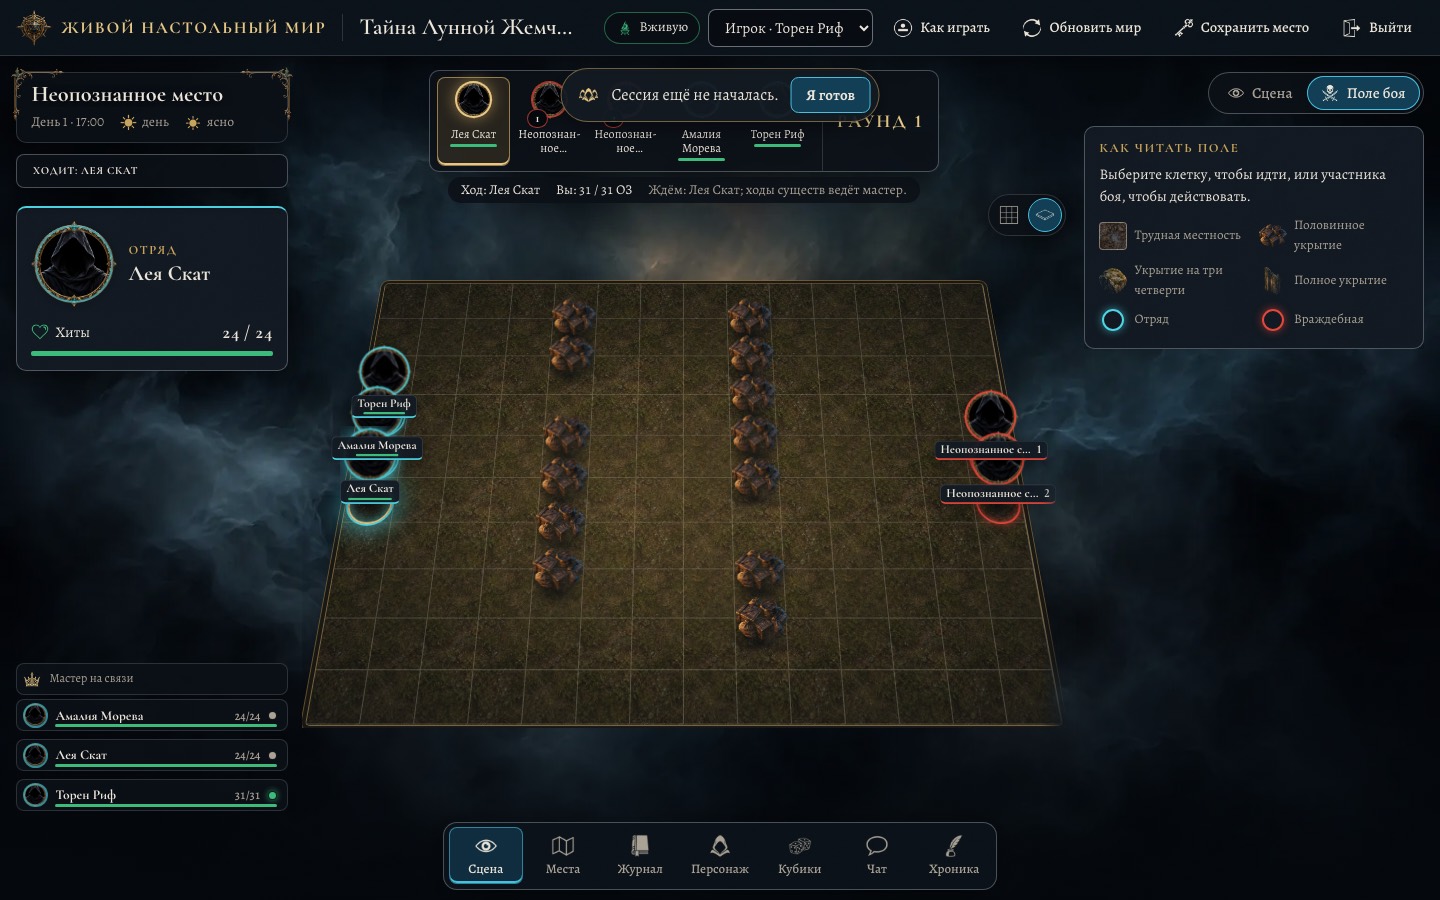 ЖИВОЙ НАСТОЛЬНЫЙ МИР
Тайна Лунной Жемч...
Вживую
Игрок · Торен Риф
Как играть
Обновить мир
Сохранить место
Выйти
Неопознанное место
День 1 · 17:00
день
ясно
ХОДИТ: ЛЕЯ СКАТ
ОТРЯД
Лея Скат
Хиты
24 / 24
Сессия ещё не началась.
Я готов
Лея Скат
1
Неопознан-
ное...
Неопознан-
ное...
Амалия
Морева
Торен Риф
РАУНД 1
Ход: Лея Скат
Вы: 31 / 31 ОЗ
Ждём: Лея Скат; ходы существ ведёт мастер.
Сцена
Поле боя
КАК ЧИТАТЬ ПОЛЕ
Выберите клетку, чтобы идти, или участника
боя, чтобы действовать.
Трудная местность
Половинное
укрытие
Укрытие на три
четверти
Полное укрытие
Отряд
Враждебная
Торен Риф
Амалия Морева
Лея Скат
Неопознанное с... 1
Неопознанное с... 2
Мастер на связи
Амалия Морева
24/24
Лея Скат
24/24
Торен Риф
31/31
Сцена
Места
Журнал
Персонаж
Кубики
Чат
Хроника